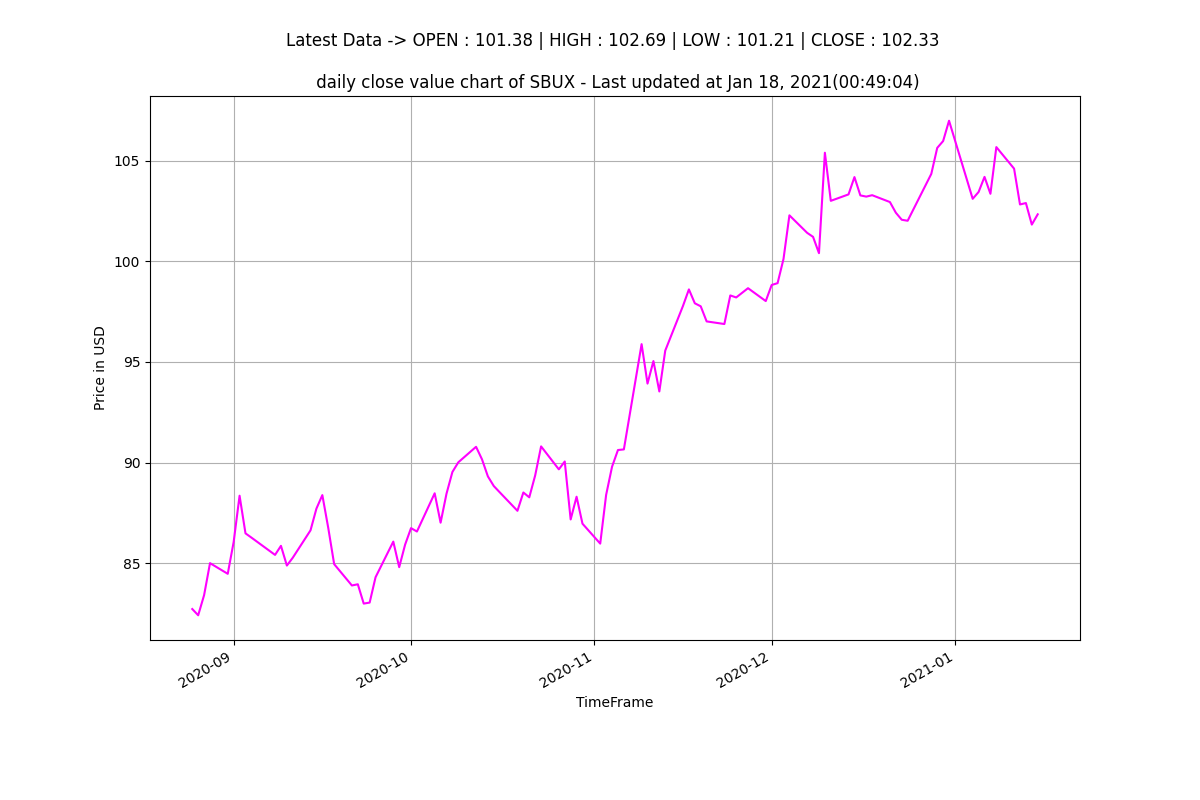 Latest Data -> OPEN : 101.38 | HIGH : 102.69 | LOW : 101.21 | CLOSE : 102.33
daily close value chart of SBUX - Last updated at Jan 18, 2021(00:49:04)
105
100
95
90
85
Price in USD
2020-09
2020-10
2020-11
2020-12
2021-01
TimeFrame